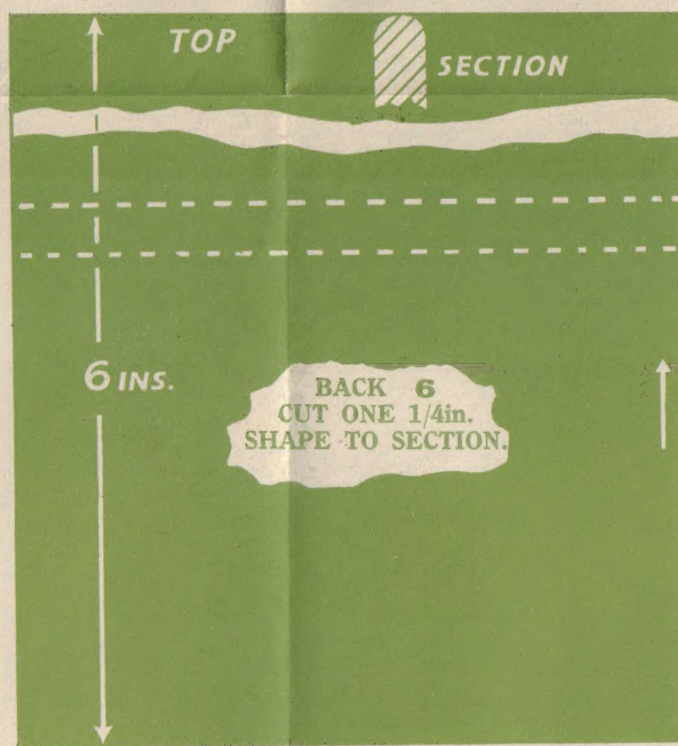 TOP
SECTION
6 INS.
BACK 6
CUT ONE 1/4in.
SHAPE TO SECTION.